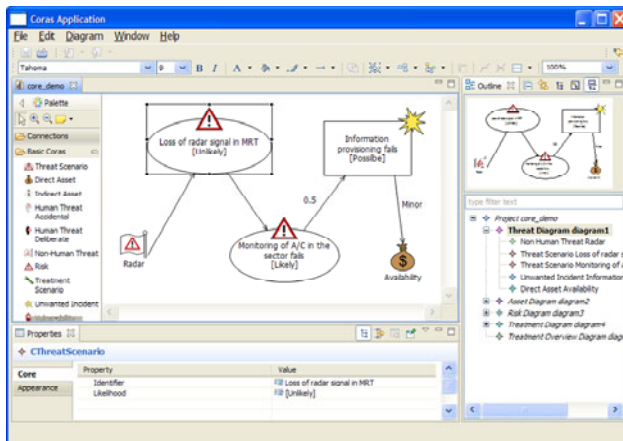 Coras Application
File Edit Diagram Window Help
Tahoma 9 B I A 100%
core_demo
Palette
Connections
Basic Coras
Threat Scenario
Direct Asset
Indirect Asset
Human Threat
Accidental
Human Threat
Deliberate
Non-Human Threat
Risk
Treatment
Scenario
Unwanted Incident
Loss of radar signal in MRT
[Unlikely]
Information
provisioning fails
[Possilbe]
0.5
Minor
Radar
Monitoring of A/C in the
sector fails
[Likely]
$
Availability
Outline
type filter text
Project core_demo
Threat Diagram diagram1
Non Human Threat Radar
Threat Scenario Loss of radar s
Threat Scenario Monitoring of A
Unwanted Incident Information
Direct Asset Availability
Asset Diagram diagram2
Risk Diagram diagram3
Treatment Diagram diagram4
Treatment Overview Diagram diag
Properties
CThreatScenario
Core
Appearance
Property Value
Identifier Loss of radar signal in MRT
Likelihood [Unlikely]